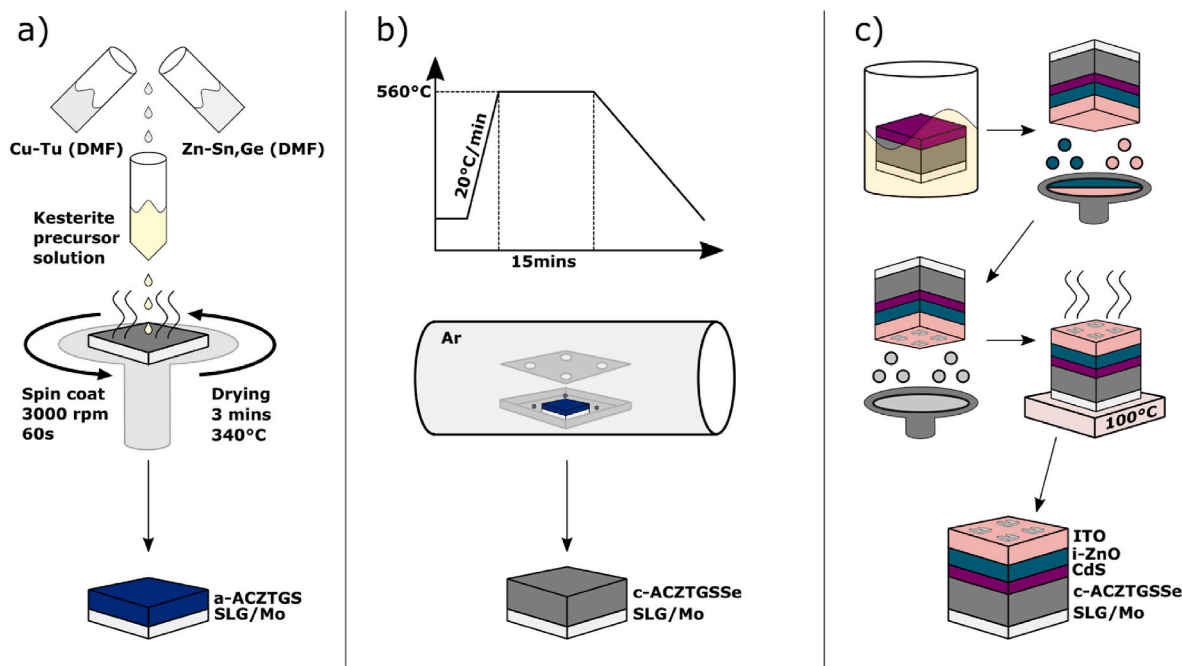 a)
Cu-Tu (DMF)
Zn-Sn,Ge (DMF)
Kesterite
precursor
solution
Spin coat
3000 rpm
60s
Drying
3 mins
340°C
a-ACZTGS
SLG/Mo
b)
560°C
20°C/min
15mins
Ar
c-ACZTGSSe
SLG/Mo
c)
100°C
ITO
i-ZnO
CdS
c-ACZTGSSe
SLG/Mo